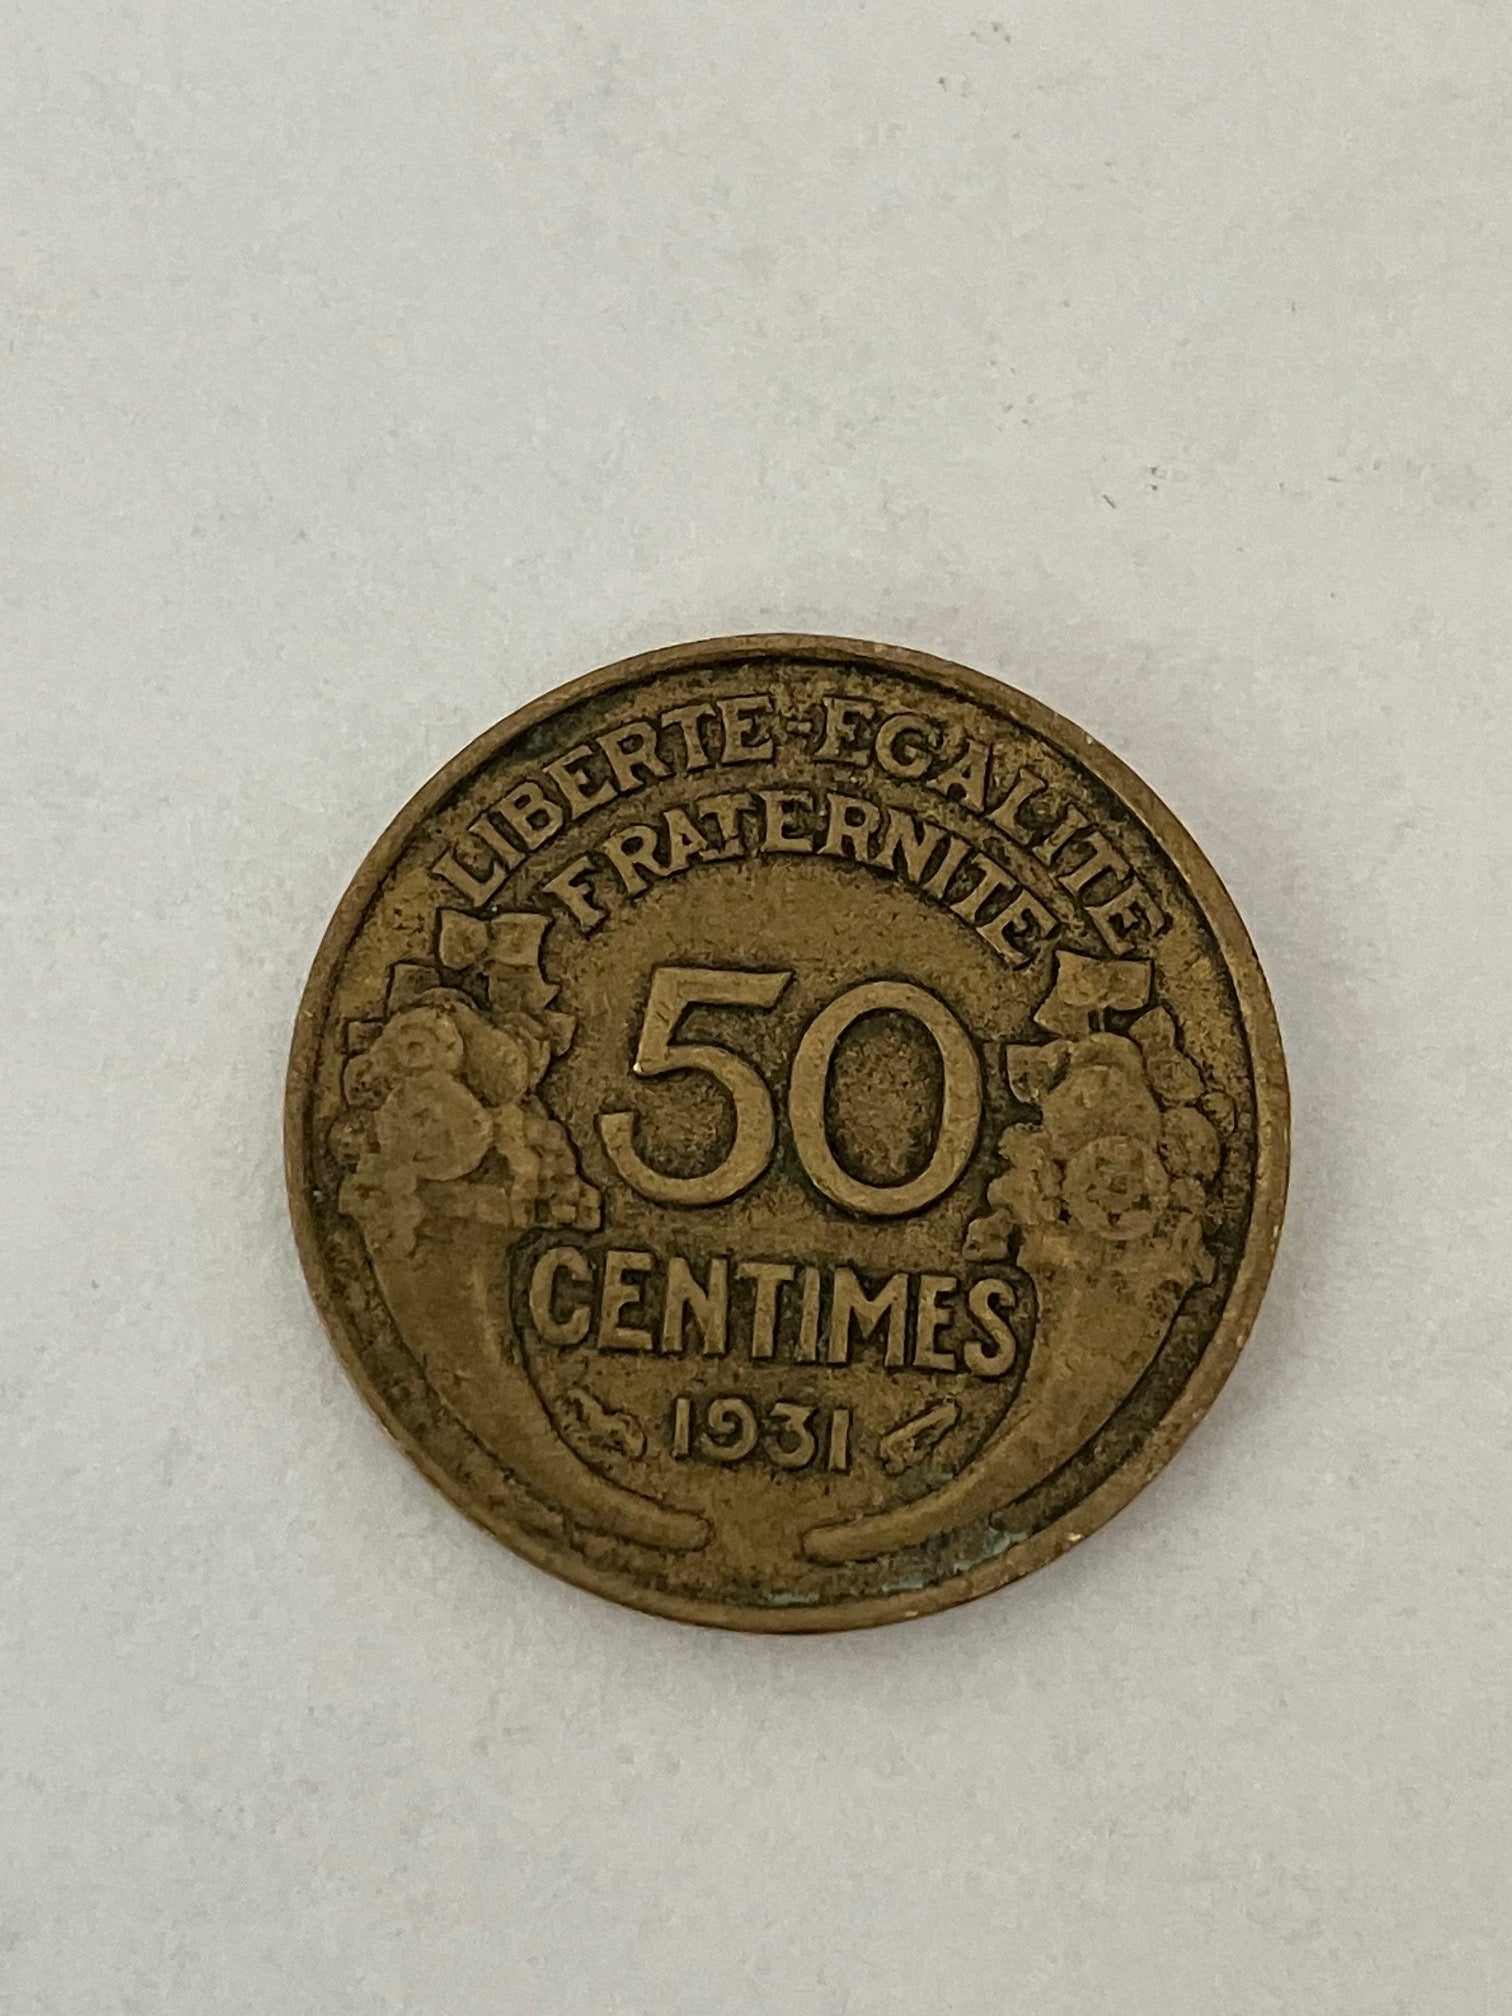 LIBERTE-EGALITE
FRATERNITE
50
CENTIMES
1931